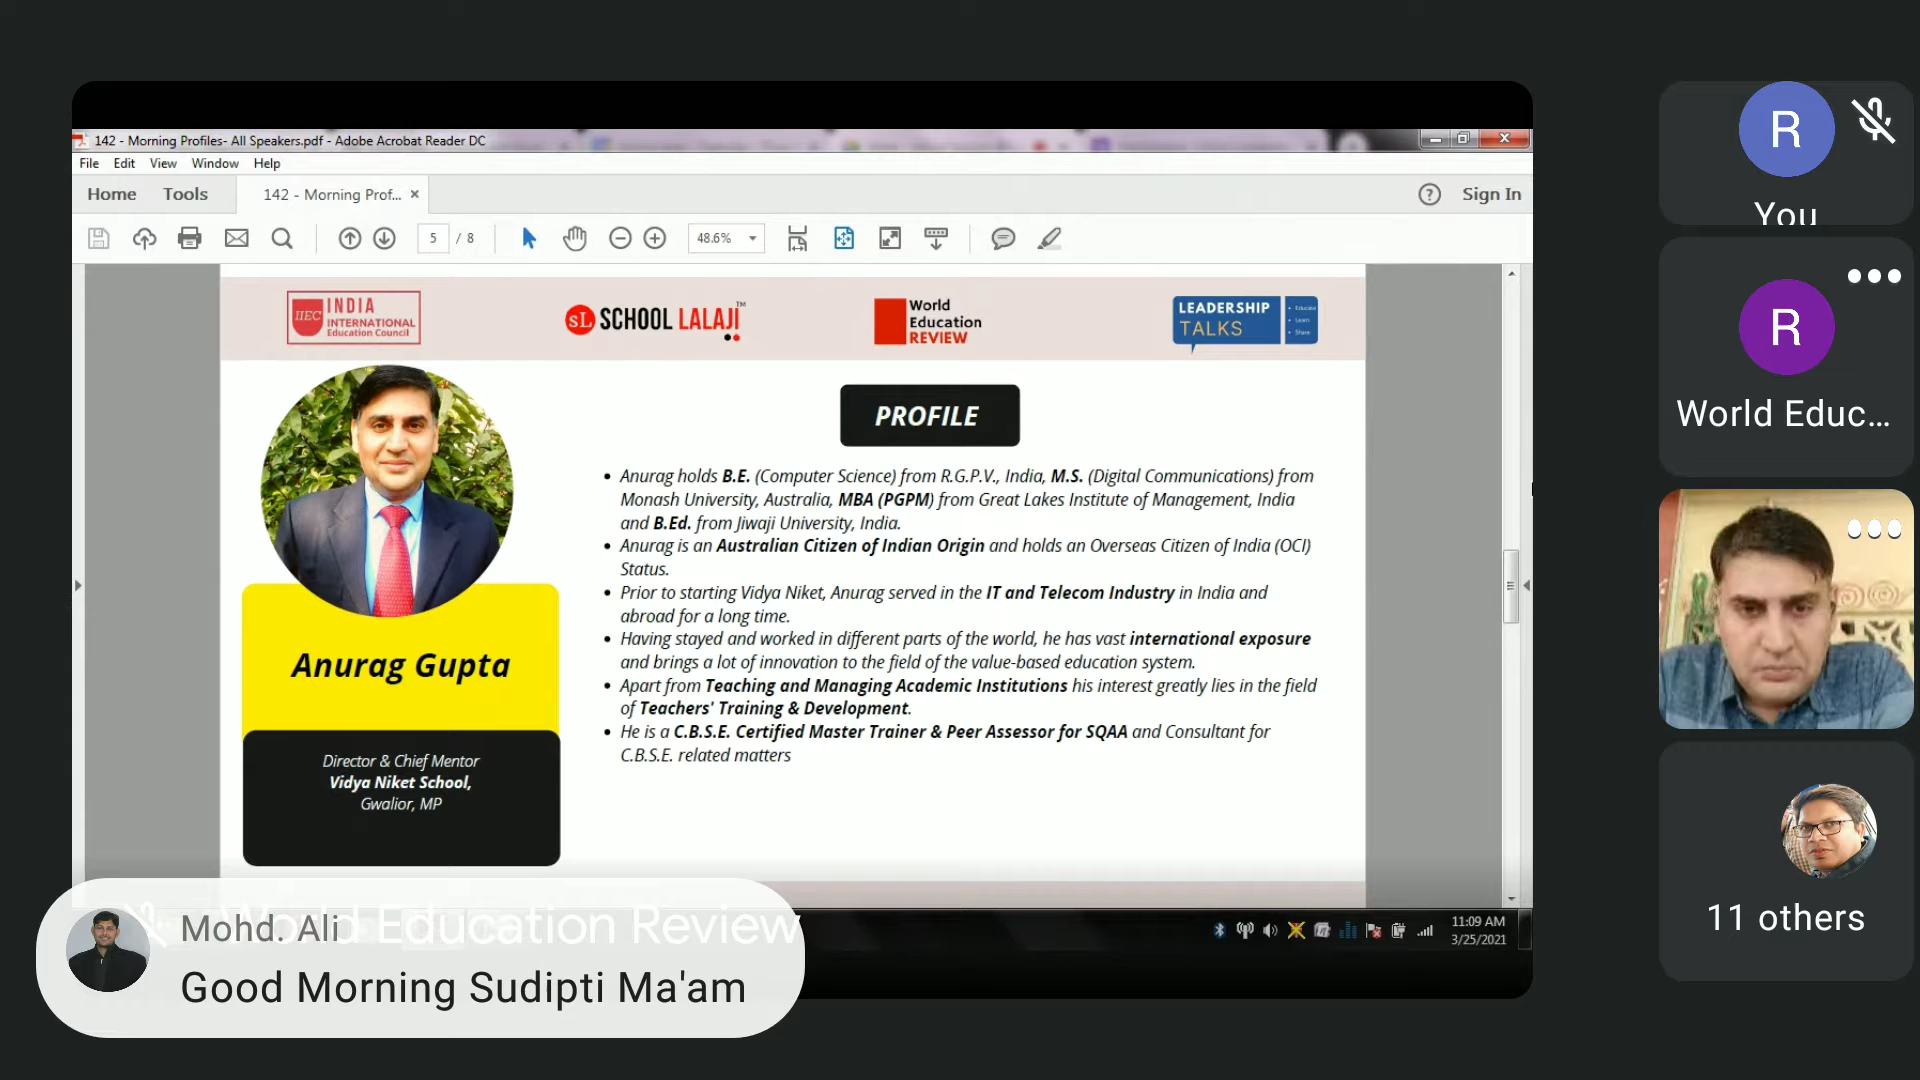 142 - Morning Profiles- All Speakers.pdf - Adobe Acrobat Reader DC
File Edit View Window Help
Home Tools 142 - Morning Prof... × Sign In
5 / 8 48.6%
IIEC INDIA INTERNATIONAL Education Council
sL SCHOOL LALAJI™
World Education REVIEW
LEADERSHIP TALKS Educate Learn Share
PROFILE
• Anurag holds B.E. (Computer Science) from R.G.P.V., India, M.S. (Digital Communications) from
Monash University, Australia, MBA (PGPM) from Great Lakes Institute of Management, India
and B.Ed. from Jiwaji University, India.
• Anurag is an Australian Citizen of Indian Origin and holds an Overseas Citizen of India (OCI)
Status.
• Prior to starting Vidya Niket, Anurag served in the IT and Telecom Industry in India and
abroad for a long time.
• Having stayed and worked in different parts of the world, he has vast international exposure
and brings a lot of innovation to the field of the value-based education system.
• Apart from Teaching and Managing Academic Institutions his interest greatly lies in the field
of Teachers' Training & Development.
• He is a C.B.S.E. Certified Master Trainer & Peer Assessor for SQAA and Consultant for
C.B.S.E. related matters
Anurag Gupta
Director & Chief Mentor
Vidya Niket School,
Gwalior, MP
World Education Review
Mohd. Ali
Good Morning Sudipti Ma'am
11:09 AM
3/25/2021
R
You
R
World Educ...
11 others